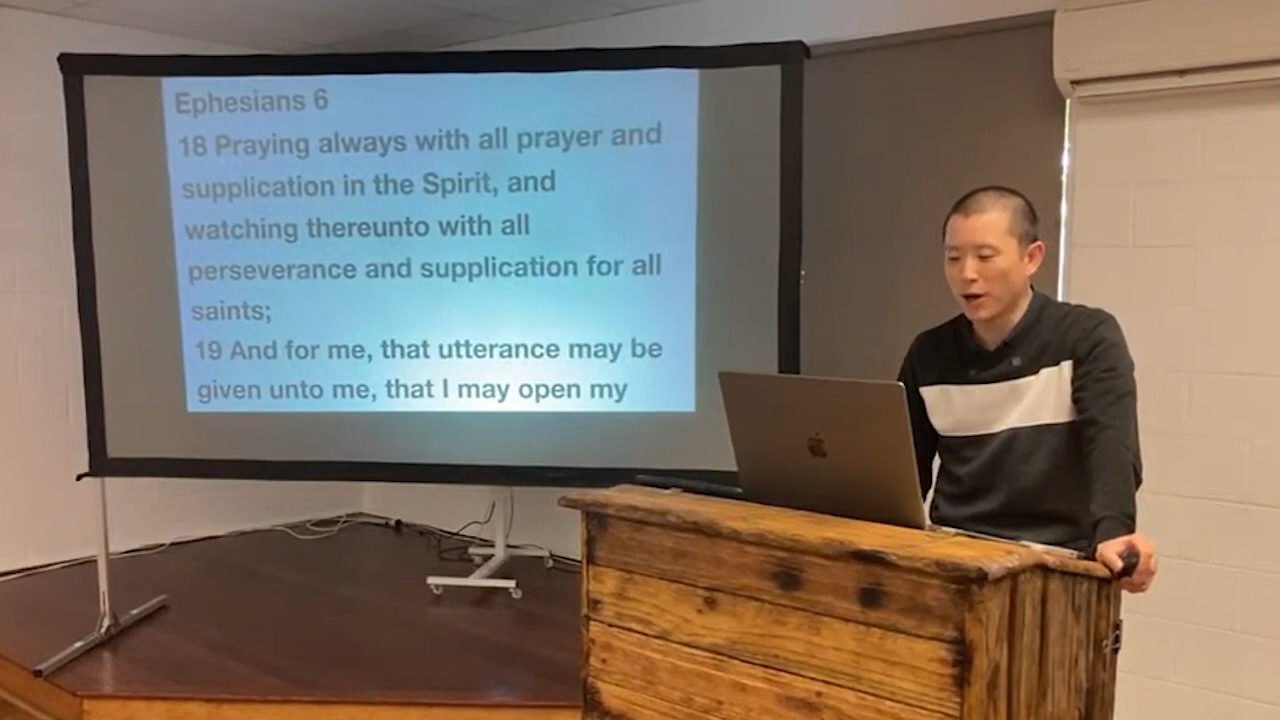 Ephesians 6
18 Praying always with all prayer and
supplication in the Spirit, and
watching thereunto with all
perseverance and supplication for all
saints;
19 And for me, that utterance may be
given unto me, that I may open my